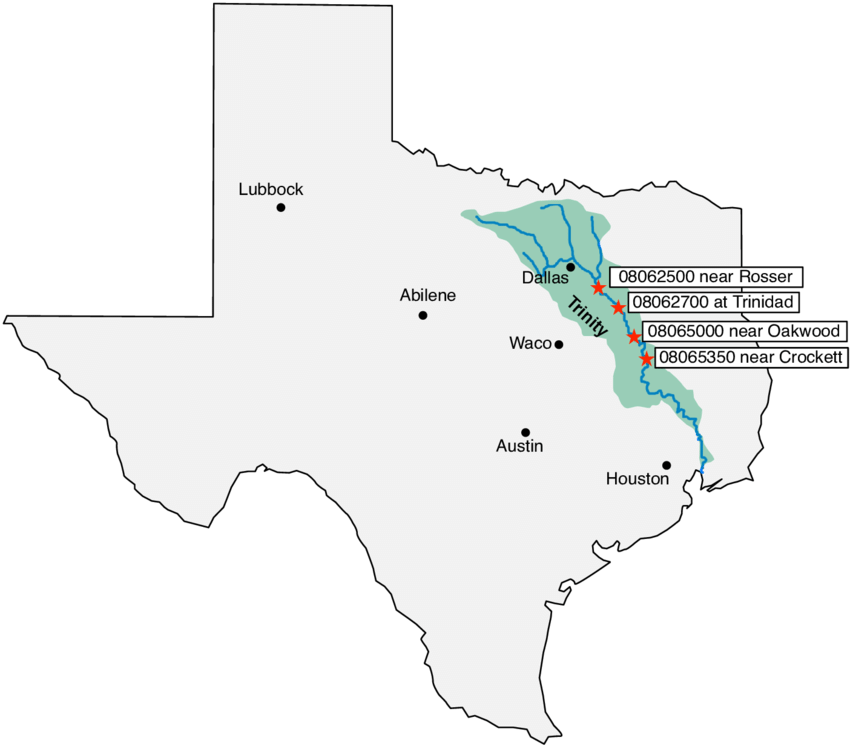 Lubbock
Dallas
08062500 near Rosser
Abilene
08062700 at Trinidad
Trinity
08065000 near Oakwood
Waco
08065350 near Crockett
Austin
Houston